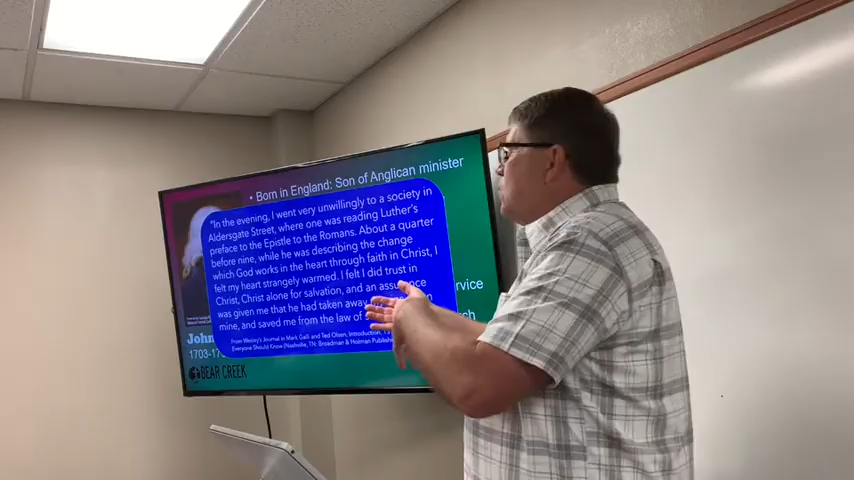 • Born in England: Son of Anglican minister
"In the evening, I went very unwillingly to a society in
Aldersgate Street, where one was reading Luther's
preface to the Epistle to the Romans. About a quarter
before nine, while he was describing the change
which God works in the heart through faith in Christ, I
felt my heart strangely warmed. I felt I did trust in
Christ, Christ alone for salvation, and an assurance
was given me that he had taken away
mine, and saved me from the law of
From Wesley's Journal in Mark Galli and Ted Olsen, Introduction,
Everyone Should Know (Nashville, TN: Broadman & Holman Publishers
rvice
rch
John
1703-17
BEAR CREEK